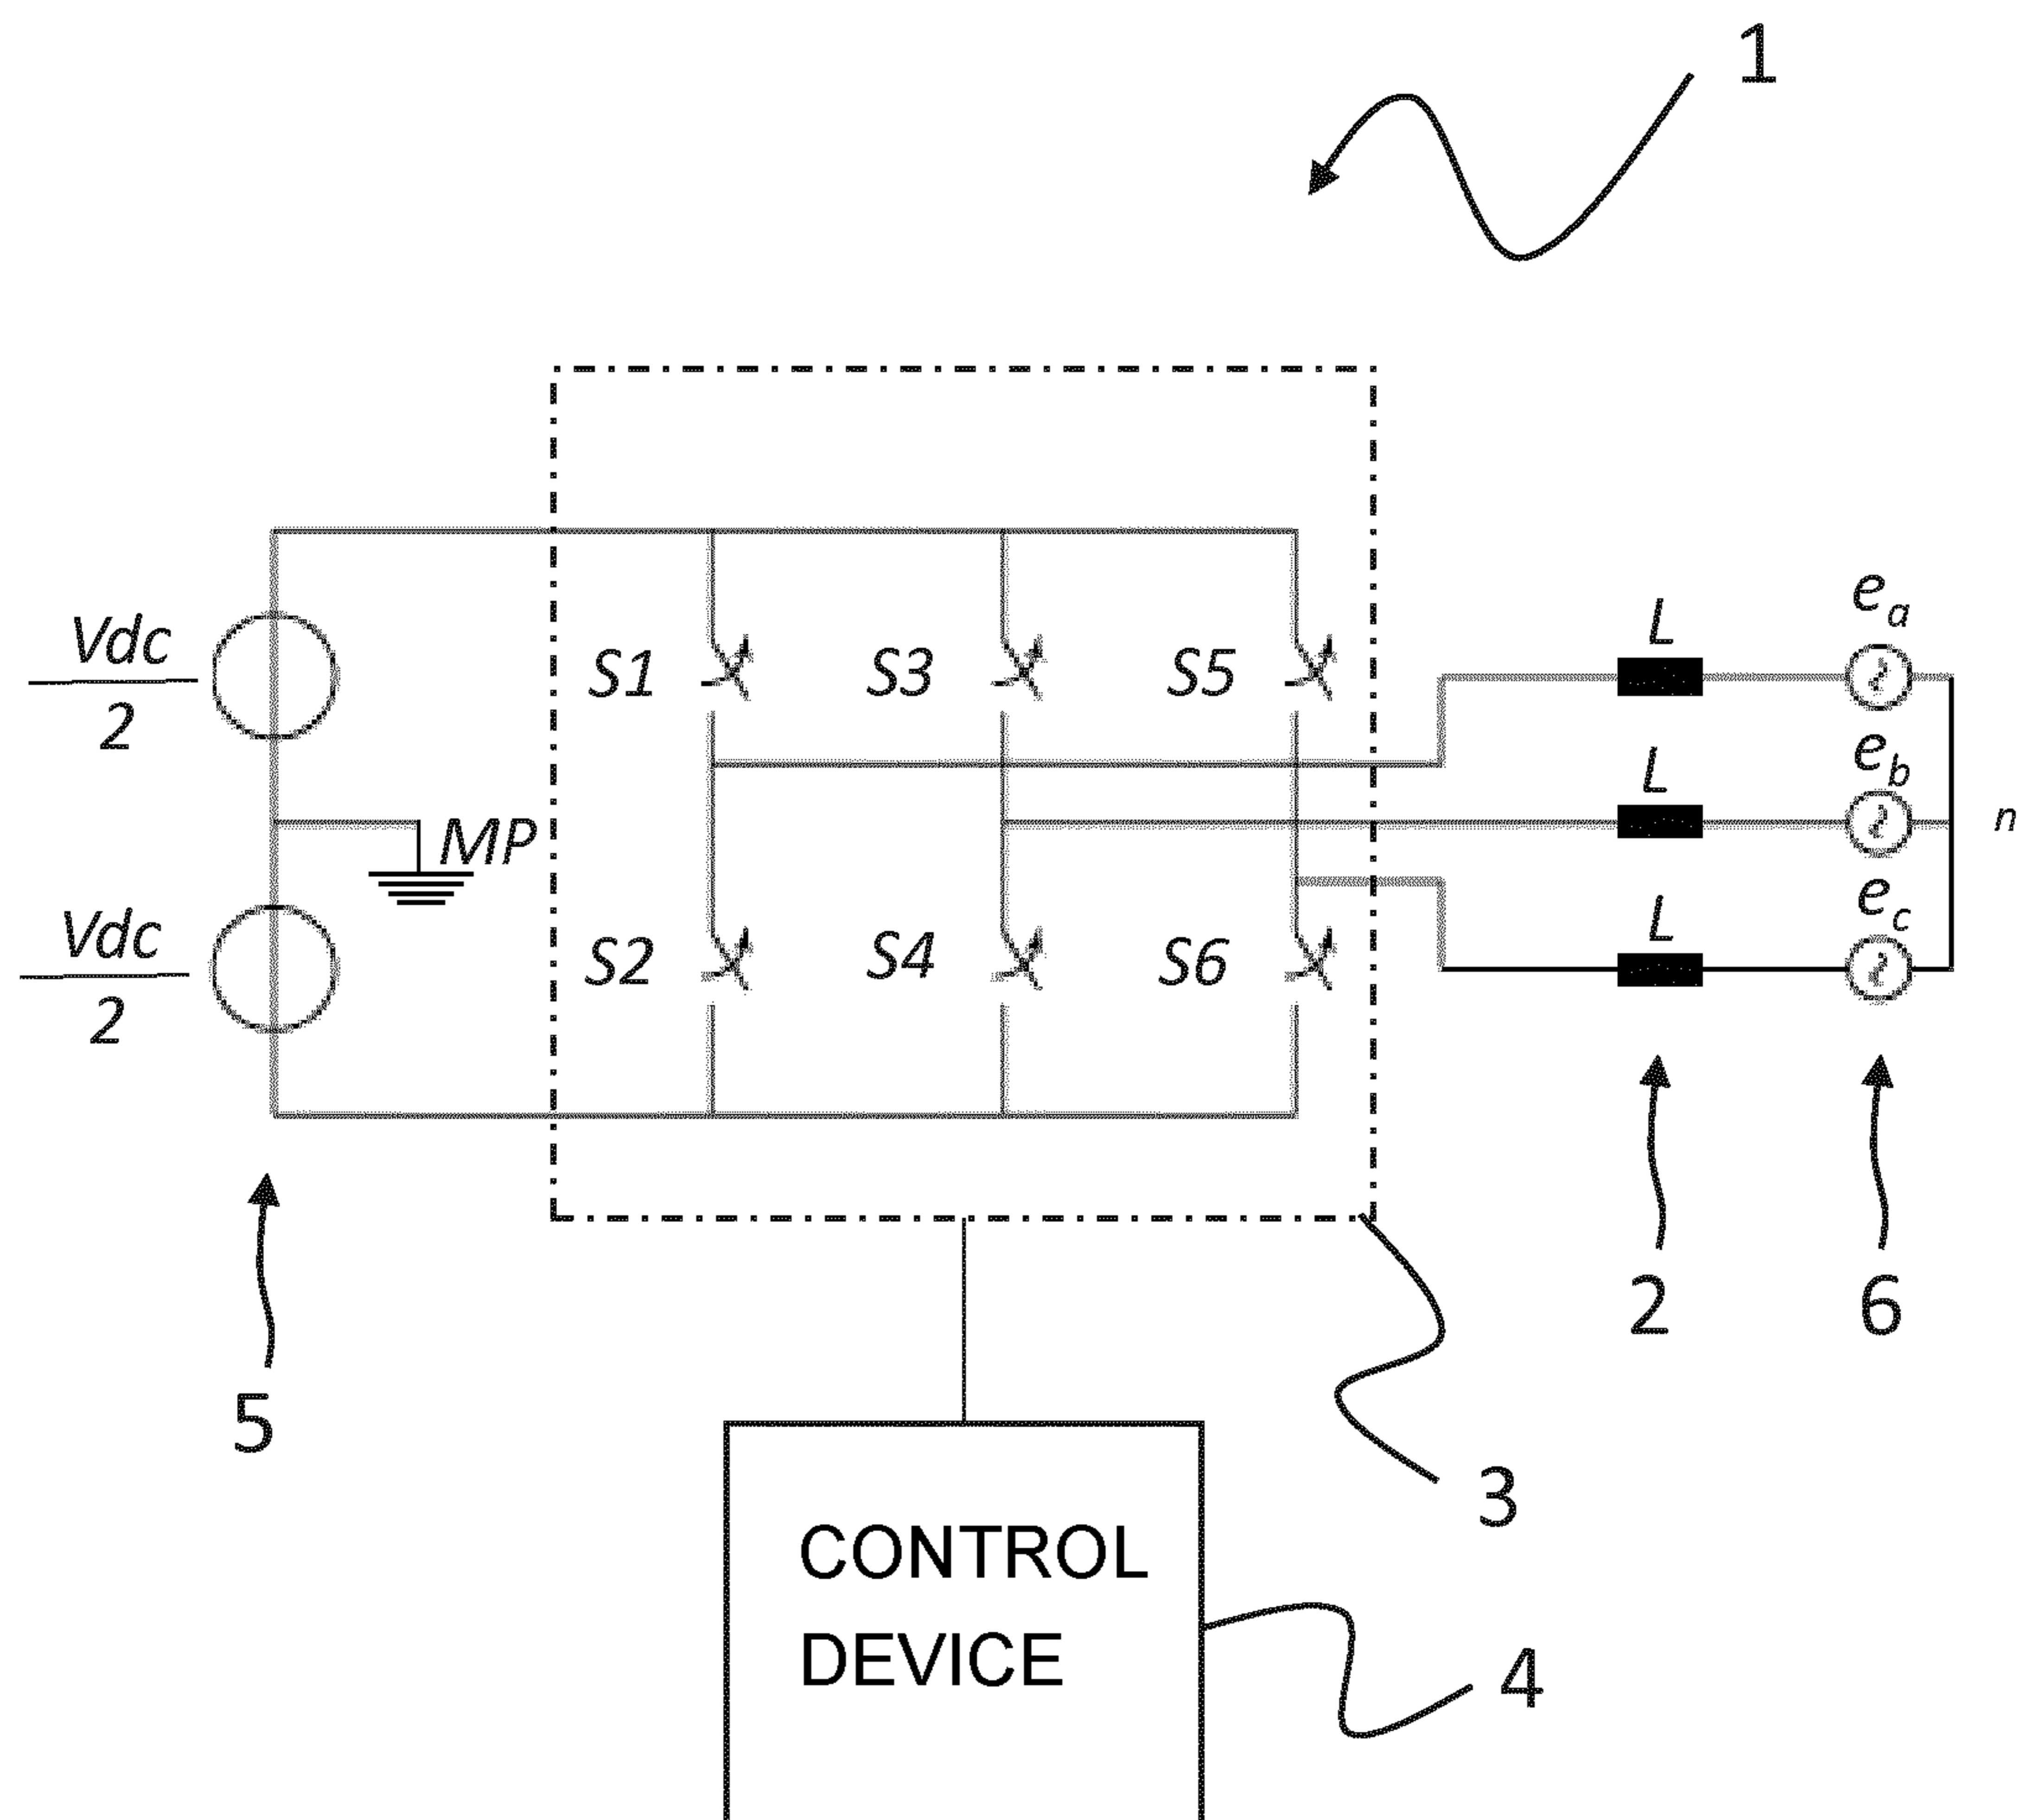 1
Vdc
2
S1
S3
S5
L
e_a
L
e_b
MP
n
Vdc
2
S2
S4
S6
L
e_c
5
2
6
3
CONTROL
DEVICE
4